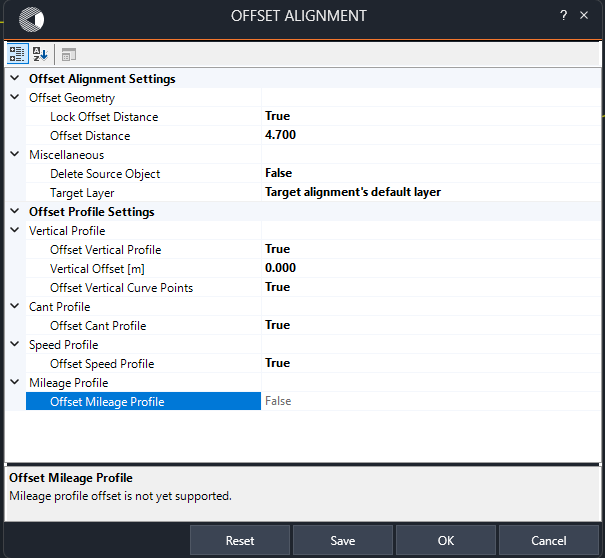 OFFSET ALIGNMENT
?
Offset Alignment Settings
Offset Geometry
Lock Offset Distance True
Offset Distance 4.700
Miscellaneous
Delete Source Object False
Target Layer Target alignment's default layer
Offset Profile Settings
Vertical Profile
Offset Vertical Profile True
Vertical Offset [m] 0.000
Offset Vertical Curve Points True
Cant Profile
Offset Cant Profile True
Speed Profile
Offset Speed Profile True
Mileage Profile
Offset Mileage Profile False
Offset Mileage Profile
Mileage profile offset is not yet supported.
Reset Save OK Cancel